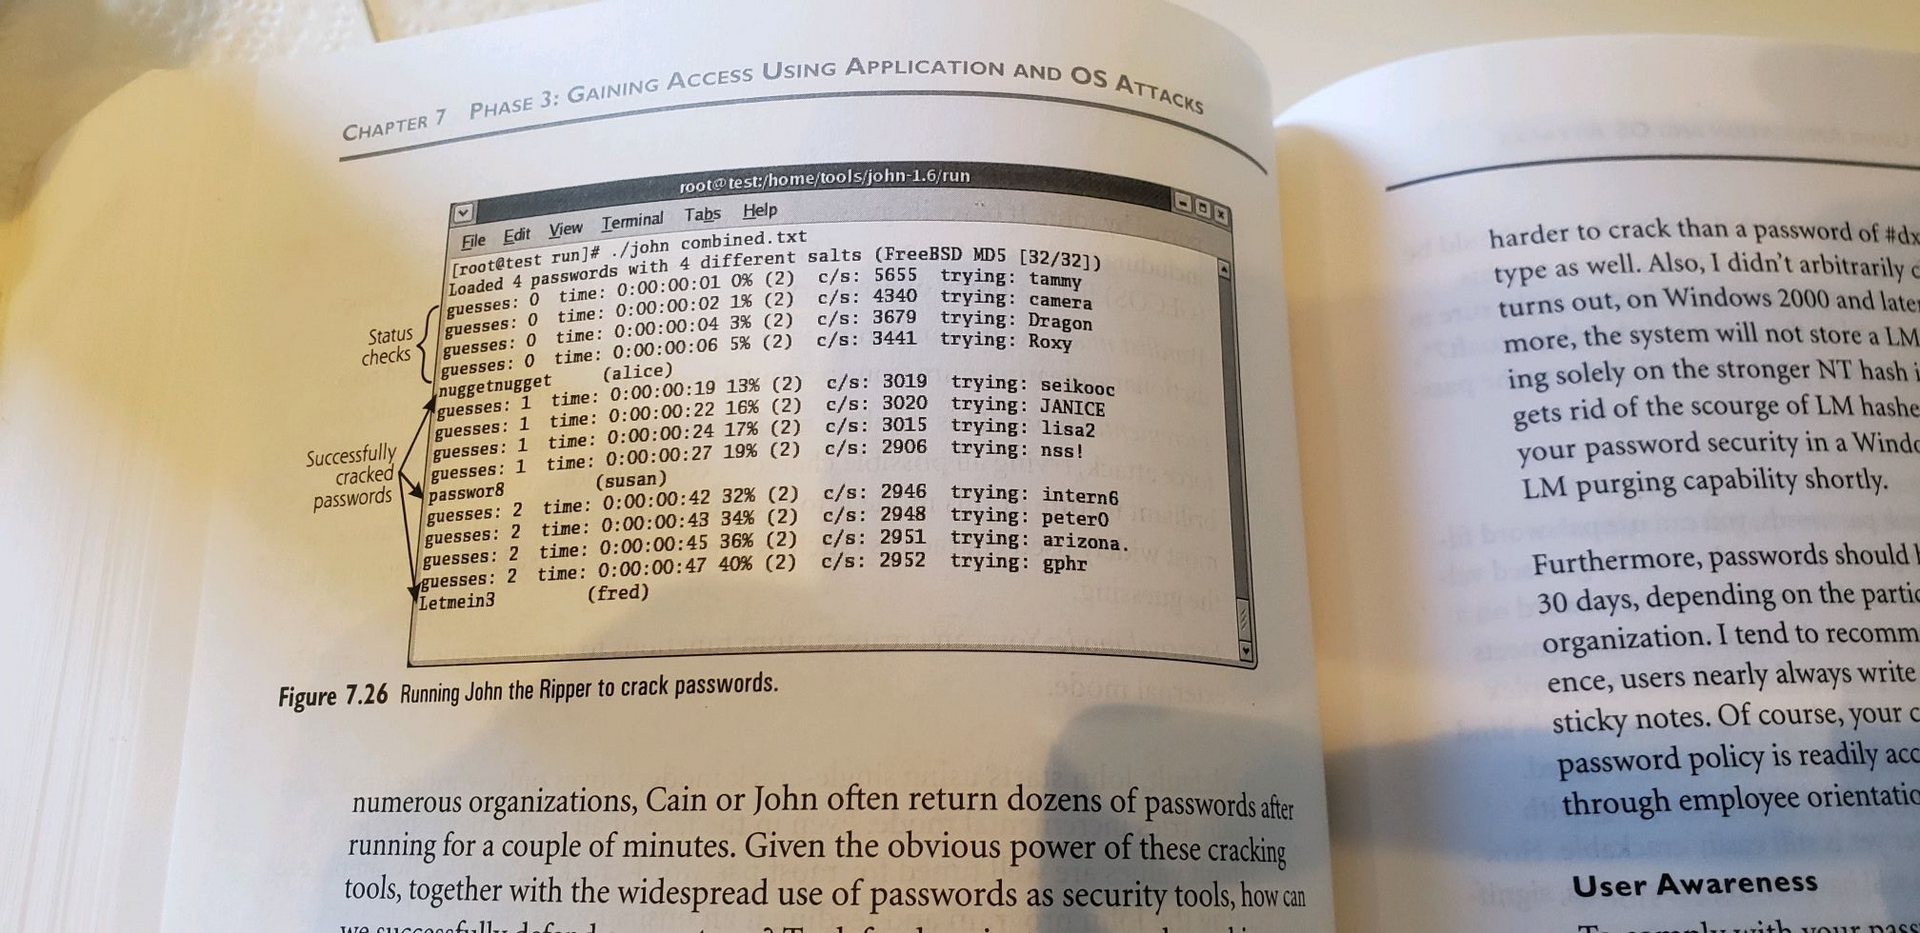 CHAPTER 7 PHASE 3: GAINING ACCESS USING APPLICATION AND OS ATTACKS
root@test:/home/tools/john-1.6/run
File Edit View Terminal Tabs Help
[root@test run]# ./john combined.txt
Loaded 4 passwords with 4 different salts (FreeBSD MD5 [32/32])
guesses: 0 time: 0:00:00:01 0% (2) c/s: 5655 trying: tammy
guesses: 0 time: 0:00:00:02 1% (2) c/s: 4340 trying: camera
guesses: 0 time: 0:00:00:04 3% (2) c/s: 3679 trying: Dragon
guesses: 0 time: 0:00:00:06 5% (2) c/s: 3441 trying: Roxy
nuggetnugget (alice)
guesses: 1 time: 0:00:00:19 13% (2) c/s: 3019 trying: seikooc
guesses: 1 time: 0:00:00:22 16% (2) c/s: 3020 trying: JANICE
guesses: 1 time: 0:00:00:24 17% (2) c/s: 3015 trying: lisa2
guesses: 1 time: 0:00:00:27 19% (2) c/s: 2906 trying: nss!
passwor8 (susan)
guesses: 2 time: 0:00:00:42 32% (2) c/s: 2946 trying: intern6
guesses: 2 time: 0:00:00:43 34% (2) c/s: 2948 trying: peter0
guesses: 2 time: 0:00:00:45 36% (2) c/s: 2951 trying: arizona.
guesses: 2 time: 0:00:00:47 40% (2) c/s: 2952 trying: gphr
Letmein3 (fred)
Status
checks
Successfully
cracked
passwords
Figure 7.26 Running John the Ripper to crack passwords.
numerous organizations, Cain or John often return dozens of passwords after
running for a couple of minutes. Given the obvious power of these cracking
tools, together with the widespread use of passwords as security tools, how can
we successfully
harder to crack than a password of #dx
type as well. Also, I didn't arbitrarily
turns out, on Windows 2000 and later
more, the system will not store a LM
ing solely on the stronger NT hash
gets rid of the scourge of LM hashe
your password security in a Windo
LM purging capability shortly.
Furthermore, passwords should
30 days, depending on the partic
organization. I tend to recomm
ence, users nearly always write
sticky notes. Of course, your c
password policy is readily acc
through employee orientatio
User Awareness